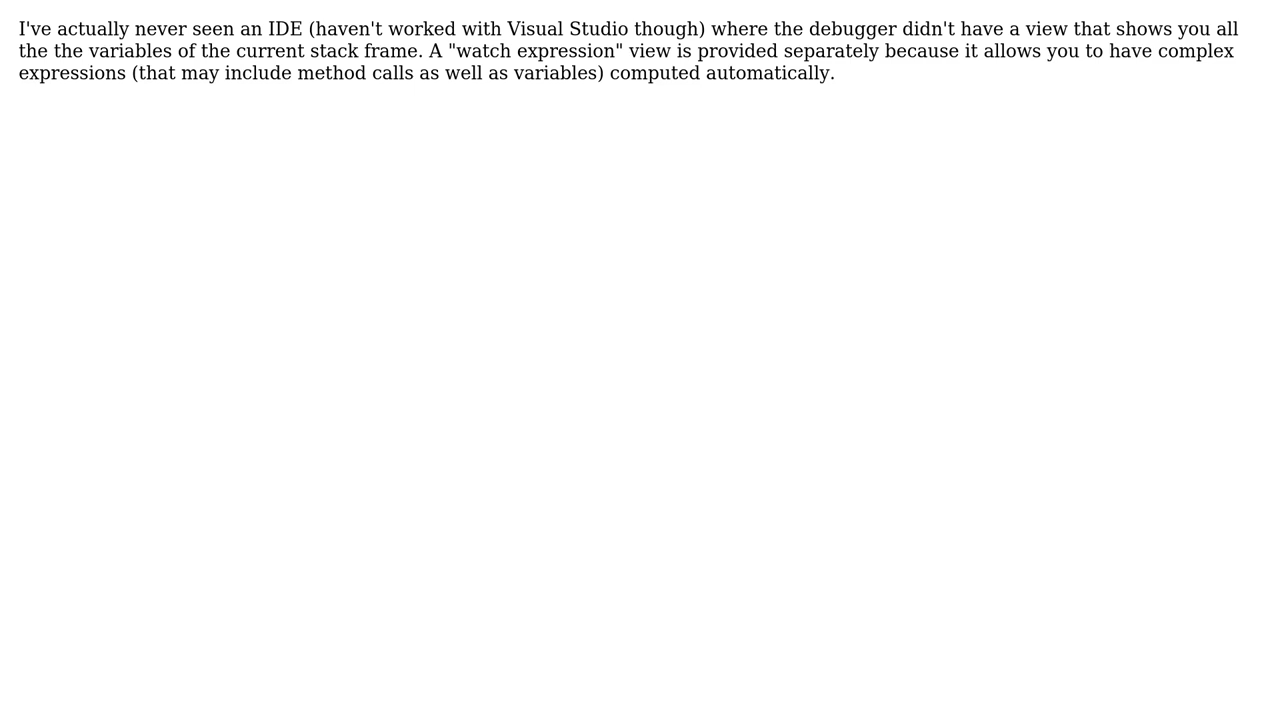 I've actually never seen an IDE (haven't worked with Visual Studio though) where the debugger didn't have a view that shows you all
the the variables of the current stack frame. A "watch expression" view is provided separately because it allows you to have complex
expressions (that may include method calls as well as variables) computed automatically.